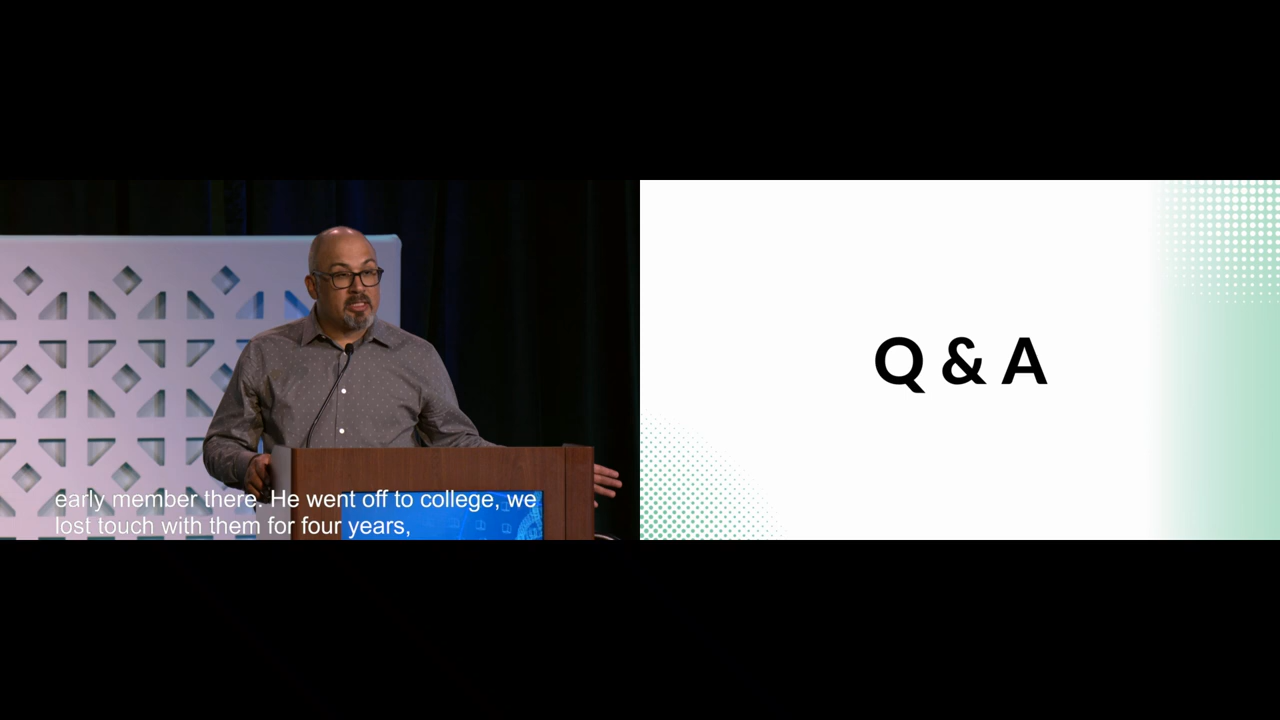 early member there. He went off to college, we
lost touch with them for four years,
Q & A